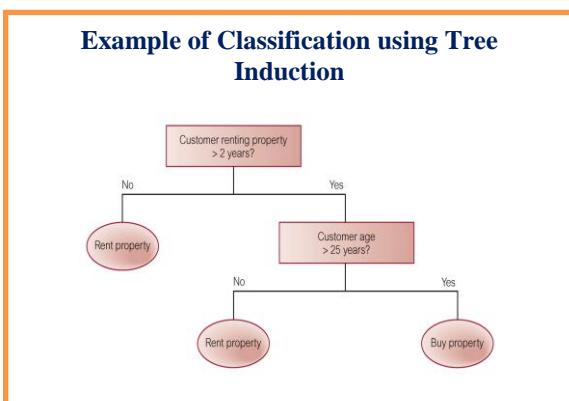 Example of Classification using Tree
Induction
Customer renting property
> 2 years?
No
Yes
Rent property
Customer age
> 25 years?
No
Yes
Rent property
Buy property